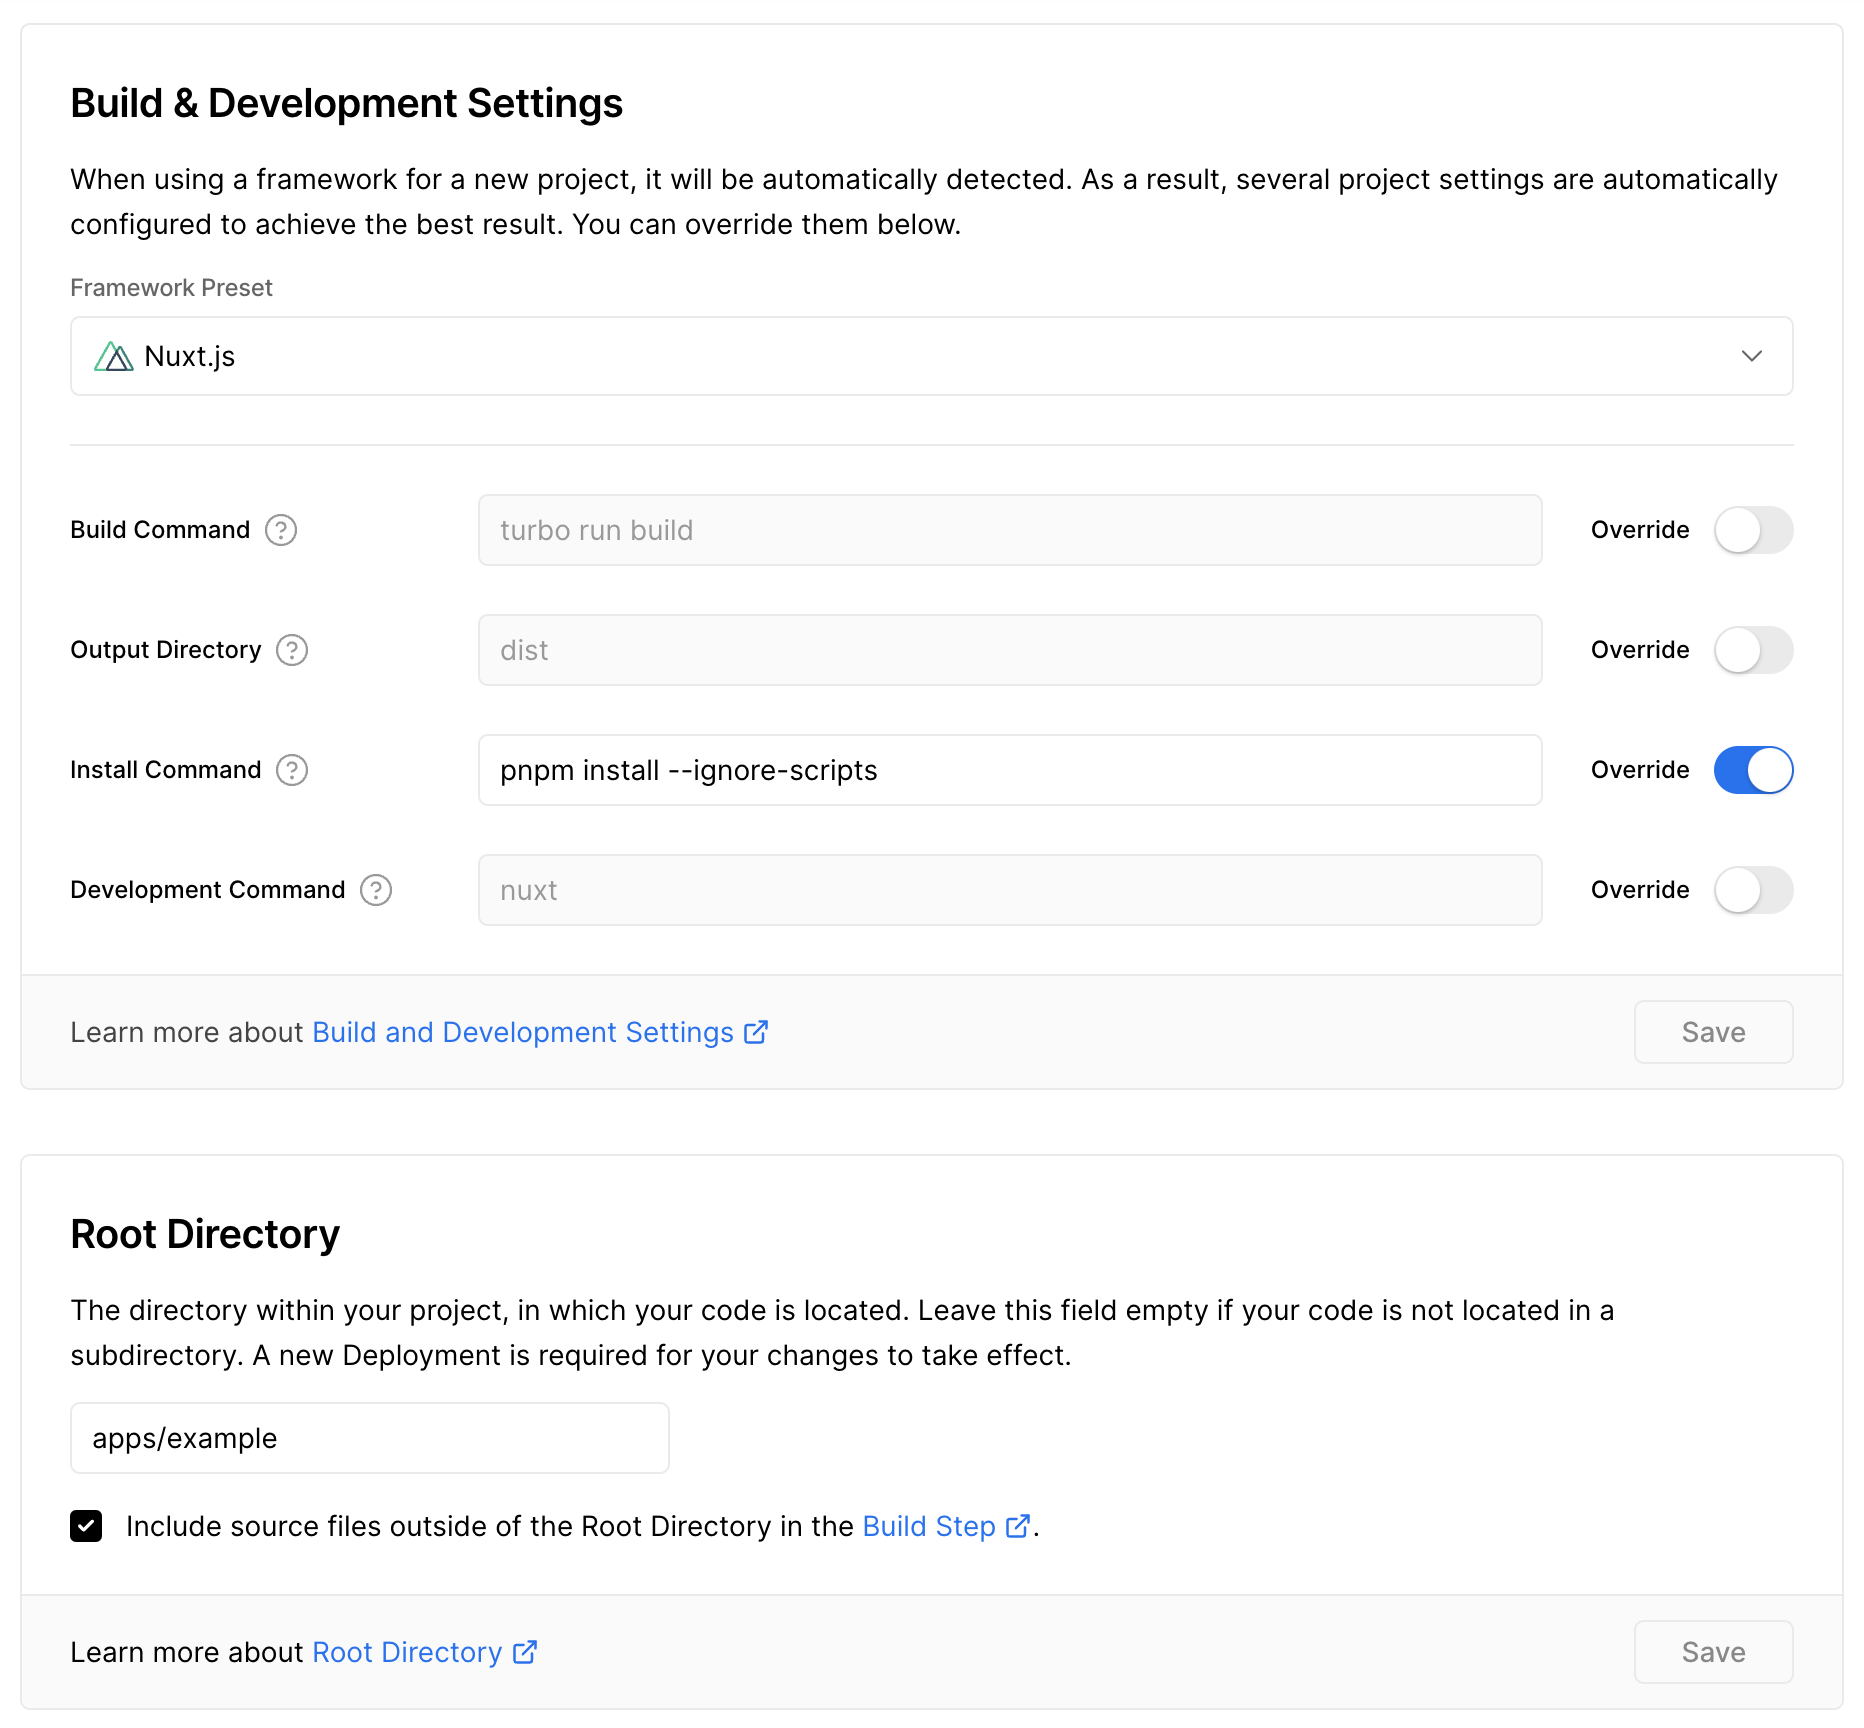 Build & Development Settings
When using a framework for a new project, it will be automatically detected. As a result, several project settings are automatically
configured to achieve the best result. You can override them below.
Framework Preset
Nuxt.js
Build Command ? turbo run build Override
Output Directory ? dist Override
Install Command ? pnpm install --ignore-scripts Override
Development Command ? nuxt Override
Learn more about Build and Development Settings Save
Root Directory
The directory within your project, in which your code is located. Leave this field empty if your code is not located in a
subdirectory. A new Deployment is required for your changes to take effect.
apps/example
Include source files outside of the Root Directory in the Build Step .
Learn more about Root Directory Save